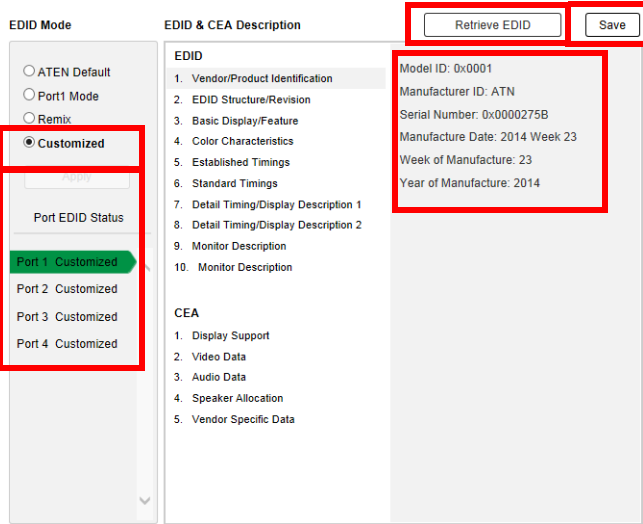 EDID Mode
EDID & CEA Description
Retrieve EDID
Save
ATEN Default
Port1 Mode
Remix
Customized
Apply
Port EDID Status
Port 1 Customized
Port 2 Customized
Port 3 Customized
Port 4 Customized
EDID
1. Vendor/Product Identification
2. EDID Structure/Revision
3. Basic Display/Feature
4. Color Characteristics
5. Established Timings
6. Standard Timings
7. Detail Timing/Display Description 1
8. Detail Timing/Display Description 2
9. Monitor Description
10. Monitor Description
CEA
1. Display Support
2. Video Data
3. Audio Data
4. Speaker Allocation
5. Vendor Specific Data
Model ID: 0x0001
Manufacturer ID: ATN
Serial Number: 0x0000275B
Manufacture Date: 2014 Week 23
Week of Manufacture: 23
Year of Manufacture: 2014